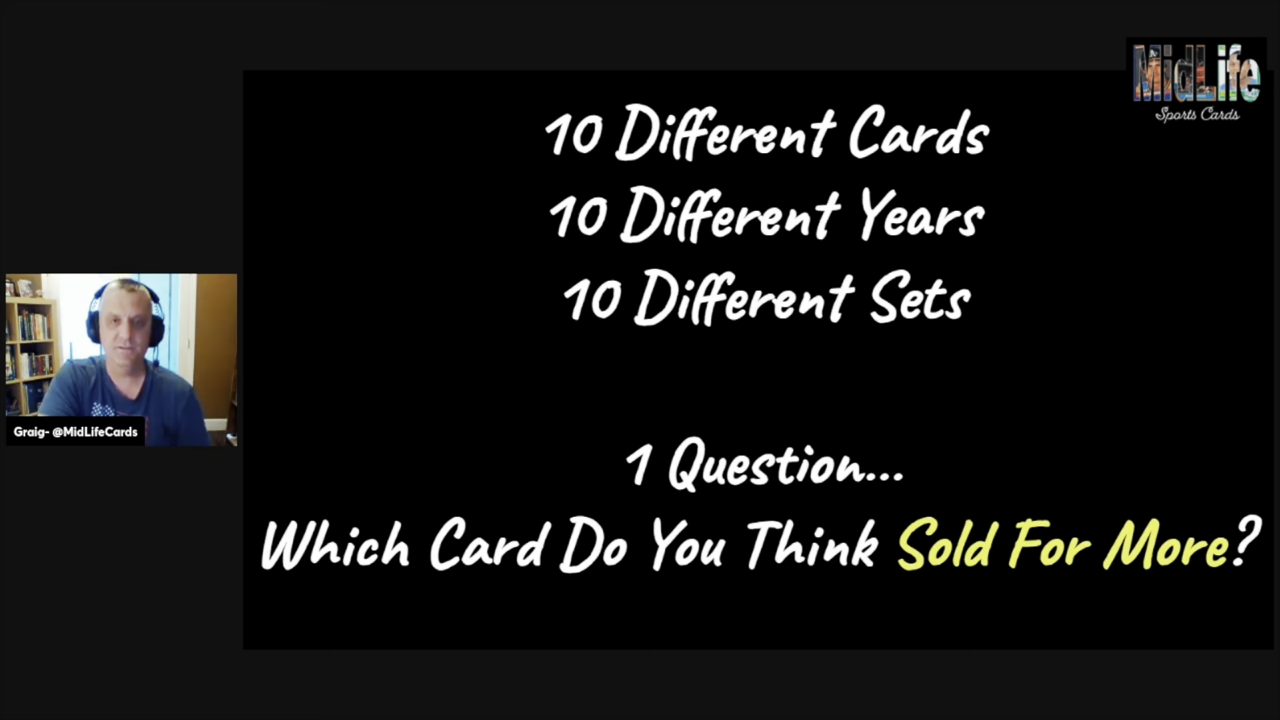 MidLife
Sports Cards
10 Different Cards
10 Different Years
10 Different Sets
1 Question...
Which Card Do You Think Sold For More?
Graig- @MidLifeCards